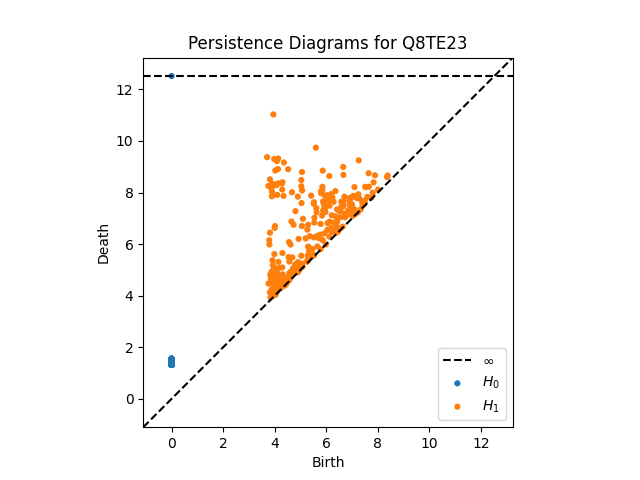 Persistence Diagrams for Q8TE23
12
10
8
6
4
2
0
Death
0 2 4 6 8 10 12
Birth
∞
H₀
H₁